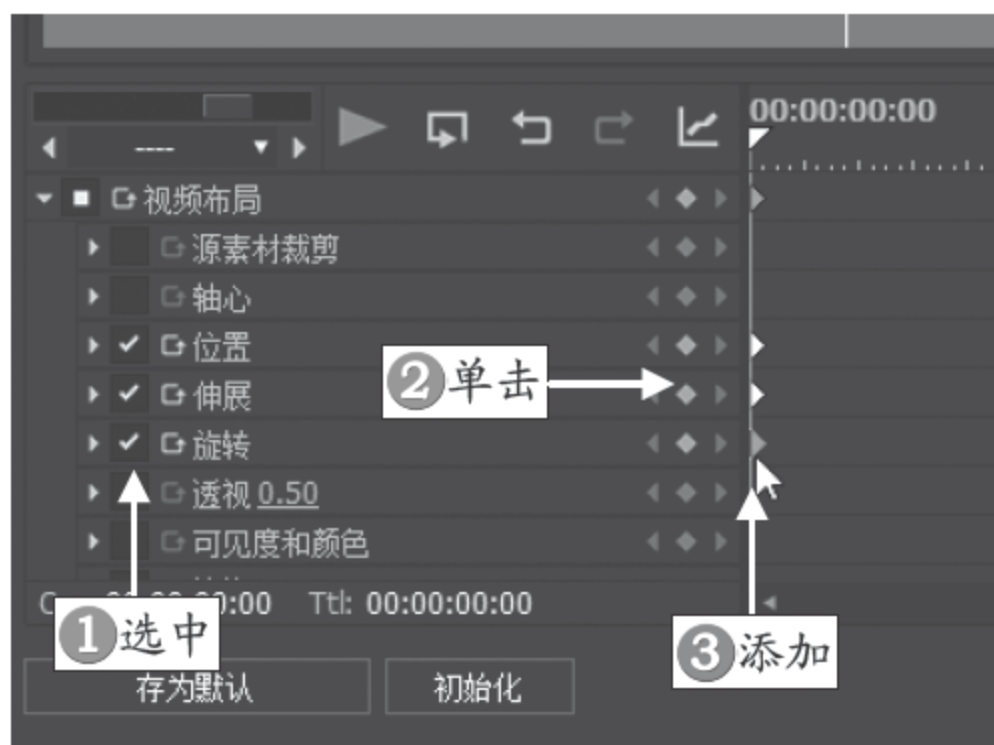 00:00:00:00
----
视频布局
源素材裁剪
轴心
位置
②单击
伸展
旋转
透视 0.50
可见度和颜色
00:00 Ttl: 00:00:00:00
①选中
③添加
存为默认
初始化